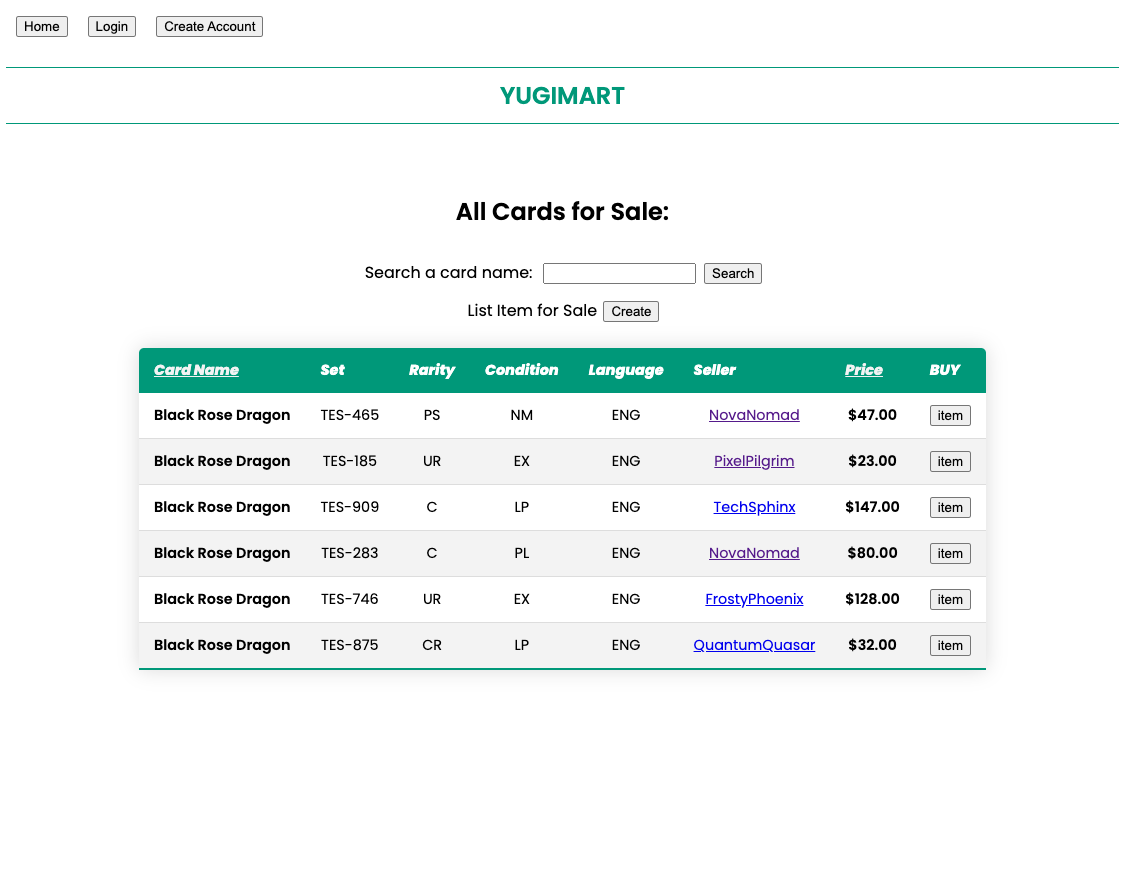 Home Login Create Account
YUGIMART
All Cards for Sale:
Search a card name: Search
List Item for Sale Create
Card Name Set Rarity Condition Language Seller Price BUY
Black Rose Dragon TES-465 PS NM ENG NovaNomad $47.00 item
Black Rose Dragon TES-185 UR EX ENG PixelPilgrim $23.00 item
Black Rose Dragon TES-909 C LP ENG TechSphinx $147.00 item
Black Rose Dragon TES-283 C PL ENG NovaNomad $80.00 item
Black Rose Dragon TES-746 UR EX ENG FrostyPhoenix $128.00 item
Black Rose Dragon TES-875 CR LP ENG QuantumQuasar $32.00 item